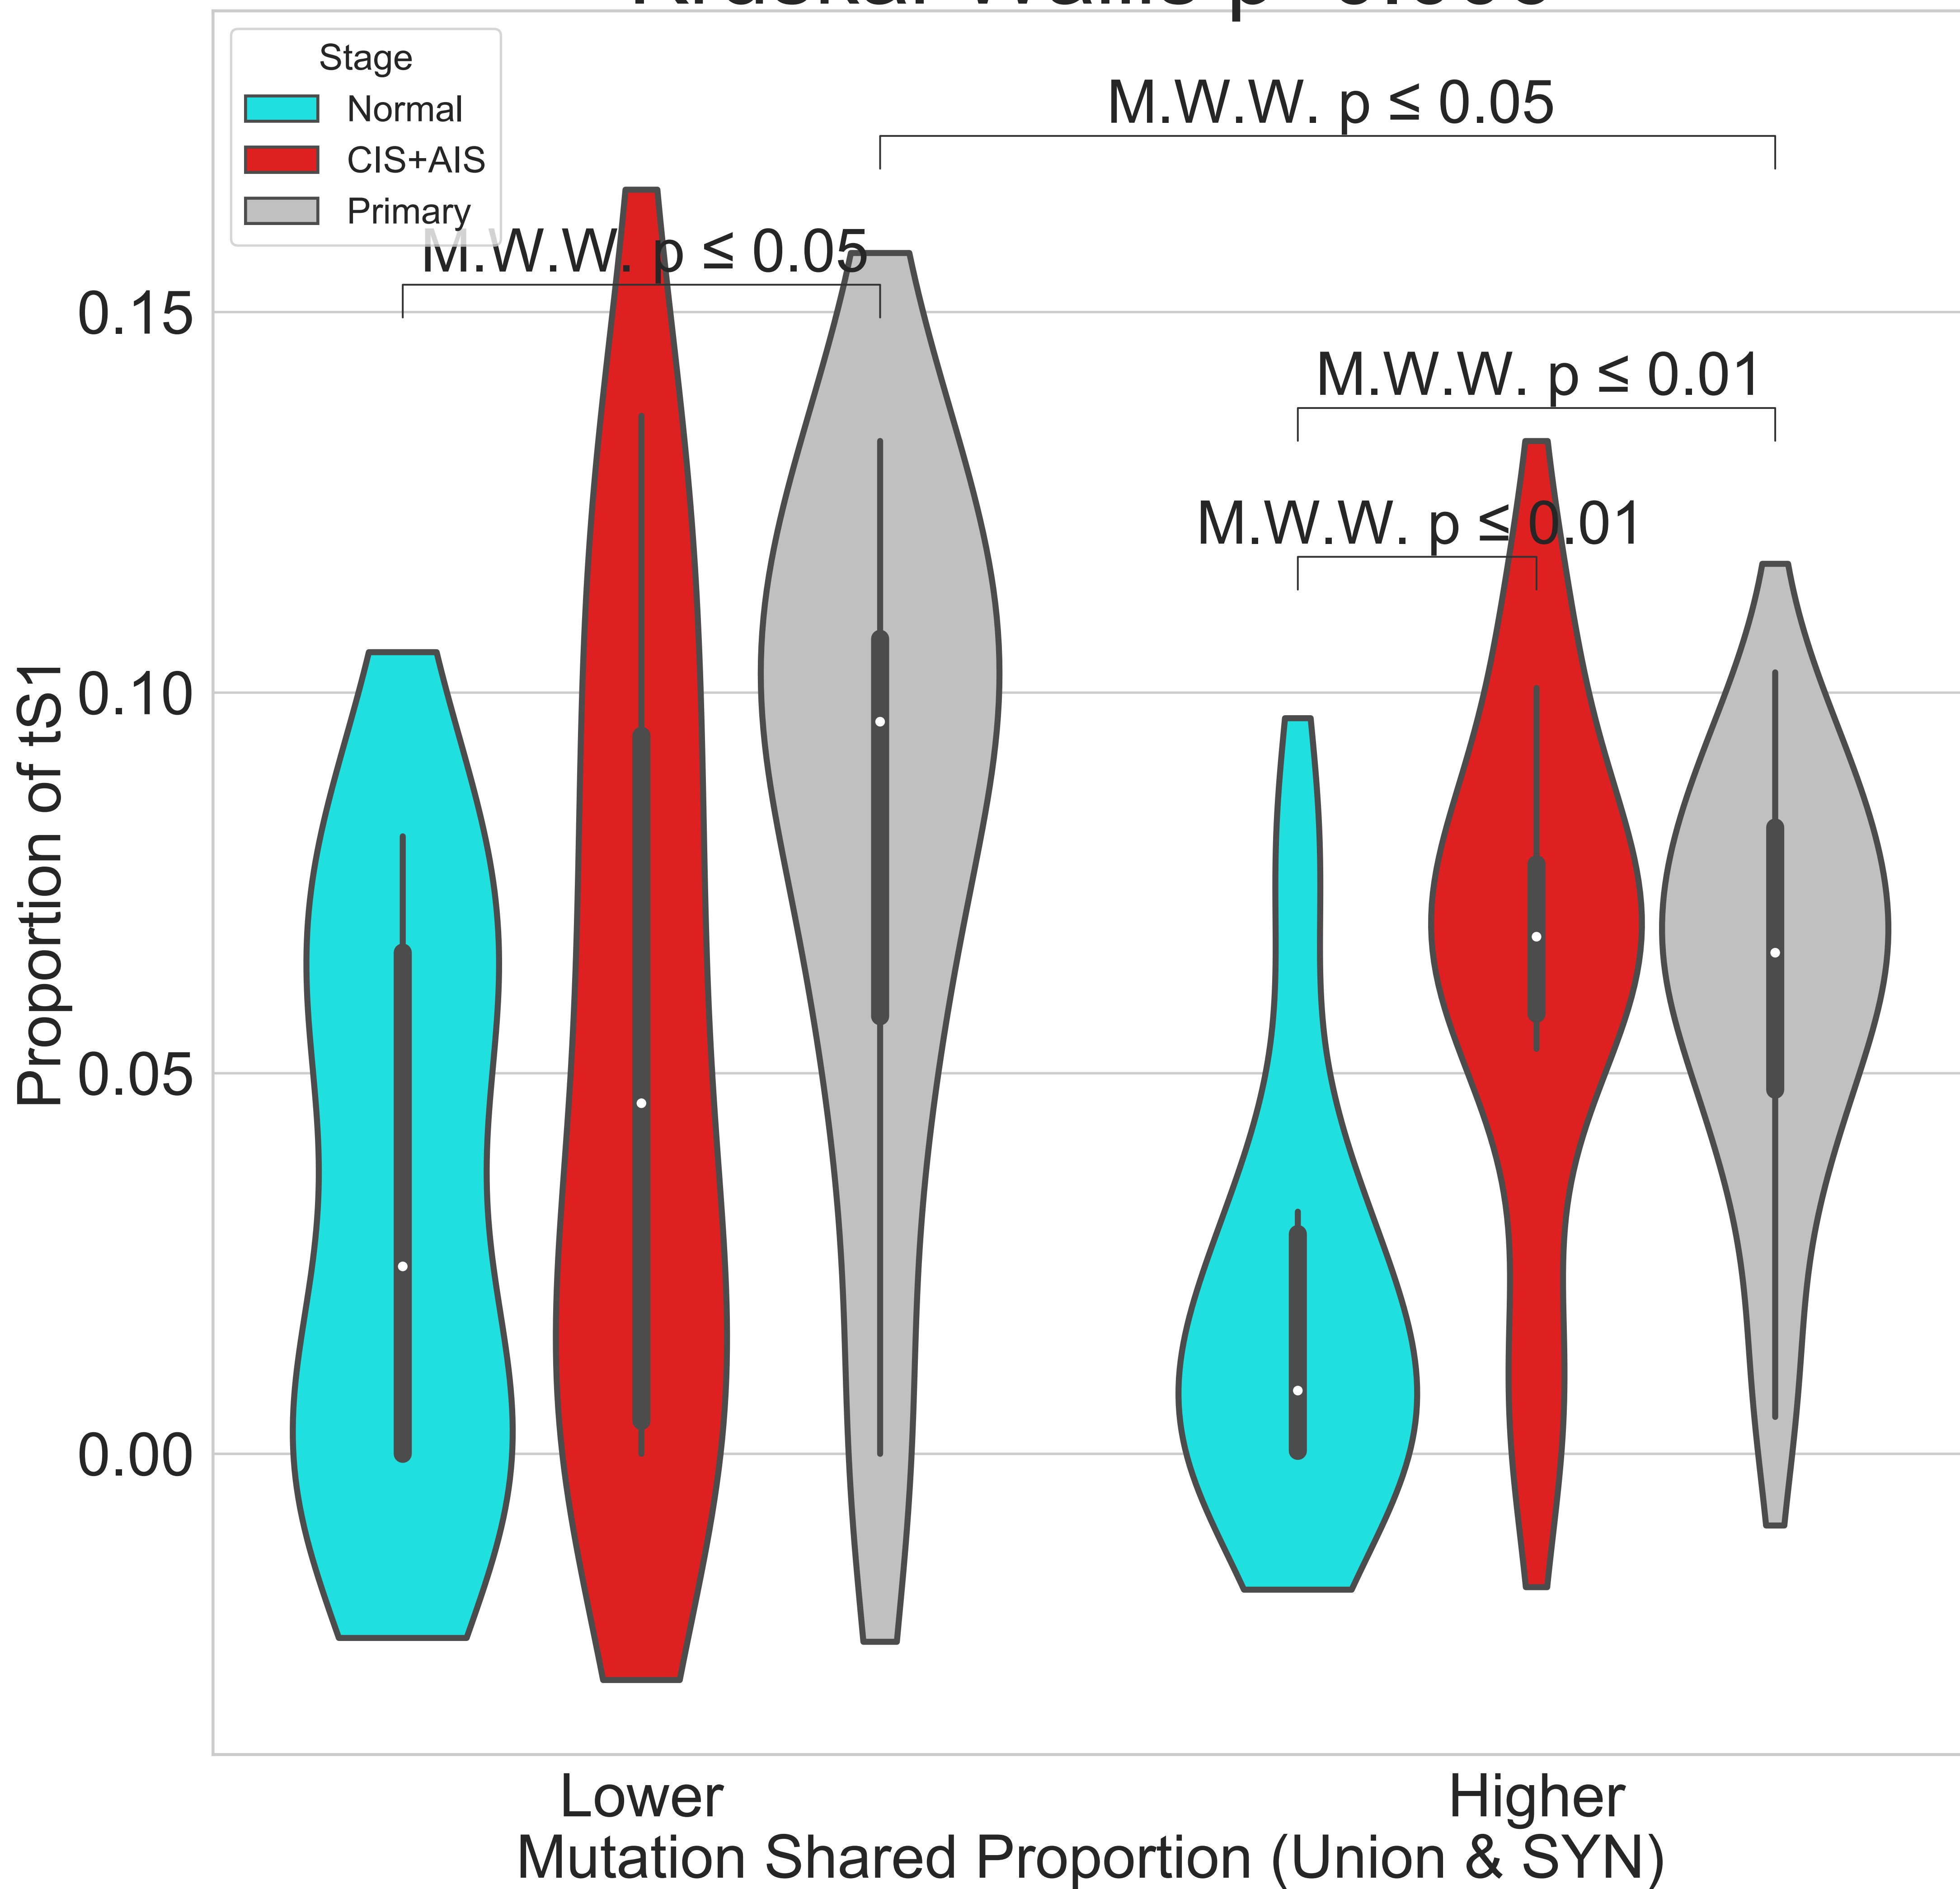 Stage
Normal
CIS+AIS
Primary
M.W.W. p ≤ 0.05
M.W.W. p ≤ 0.05
M.W.W. p ≤ 0.01
M.W.W. p ≤ 0.01
Proportion of tS1
0.15
0.10
0.05
0.00
Lower
Higher
Mutation Shared Proportion (Union & SYN)